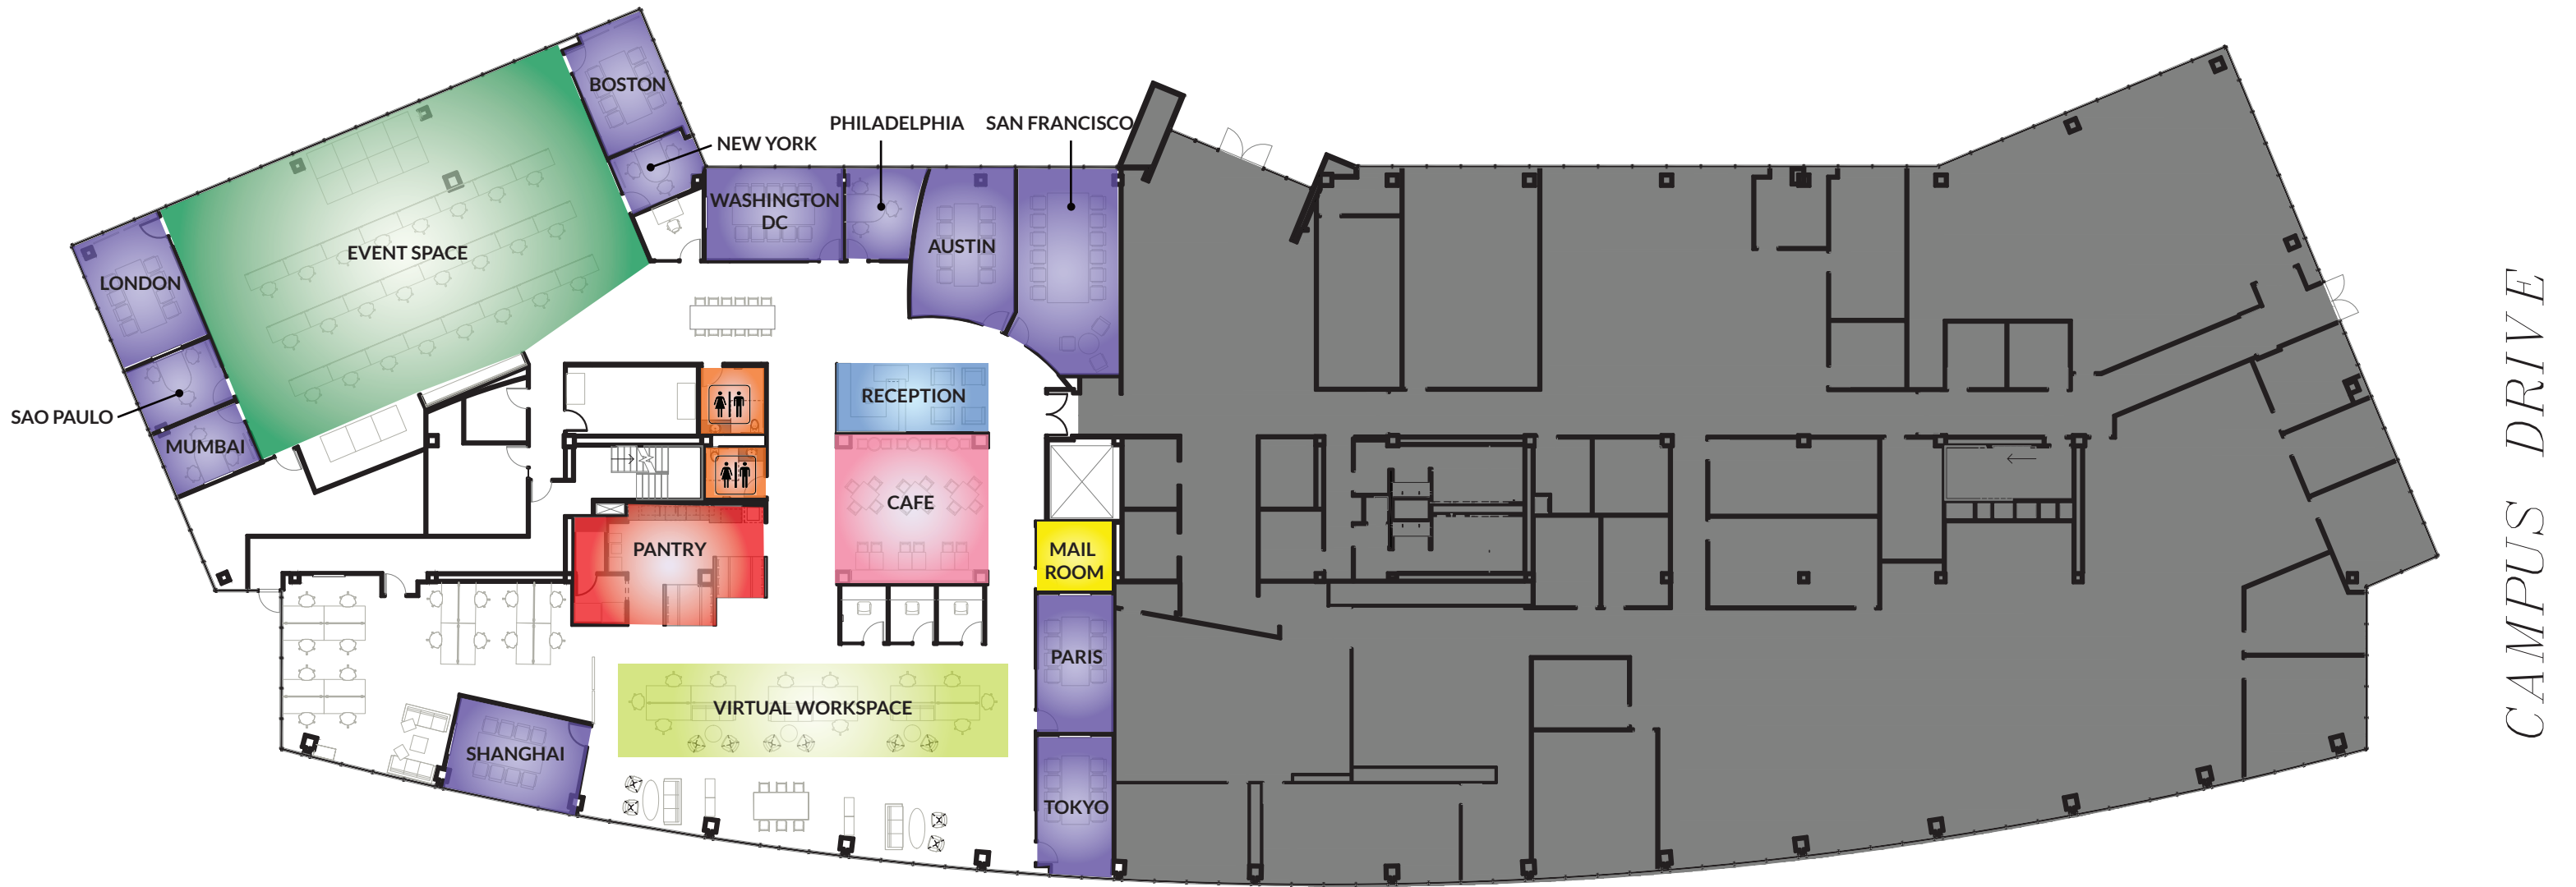 BOSTON
NEW YORK
PHILADELPHIA
SAN FRANCISCO
WASHINGTON
DC
AUSTIN
EVENT SPACE
LONDON
SAO PAULO
MUMBAI
RECEPTION
CAFE
PANTRY
MAIL
ROOM
PARIS
VIRTUAL WORKSPACE
SHANGHAI
TOKYO
CAMPUS DRIVE